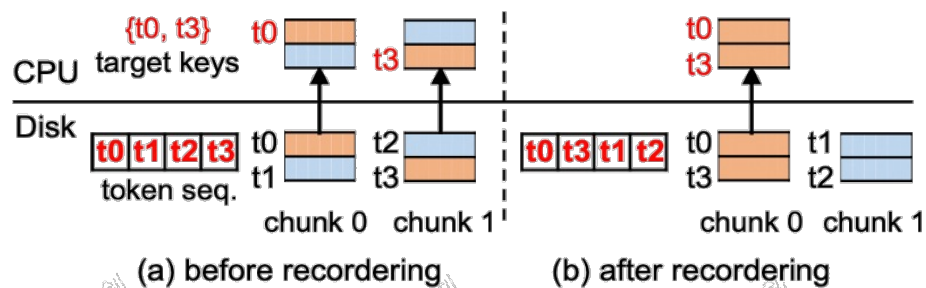 {t0, t3}
target keys
CPU
t0
t3
t0
t3
Disk
t0 t1 t2 t3
token seq.
t0
t1
t2
t3
chunk 0
chunk 1
t0 t3 t1 t2
t0
t3
t1
t2
chunk 0
chunk 1
(a) before recordering
(b) after recordering